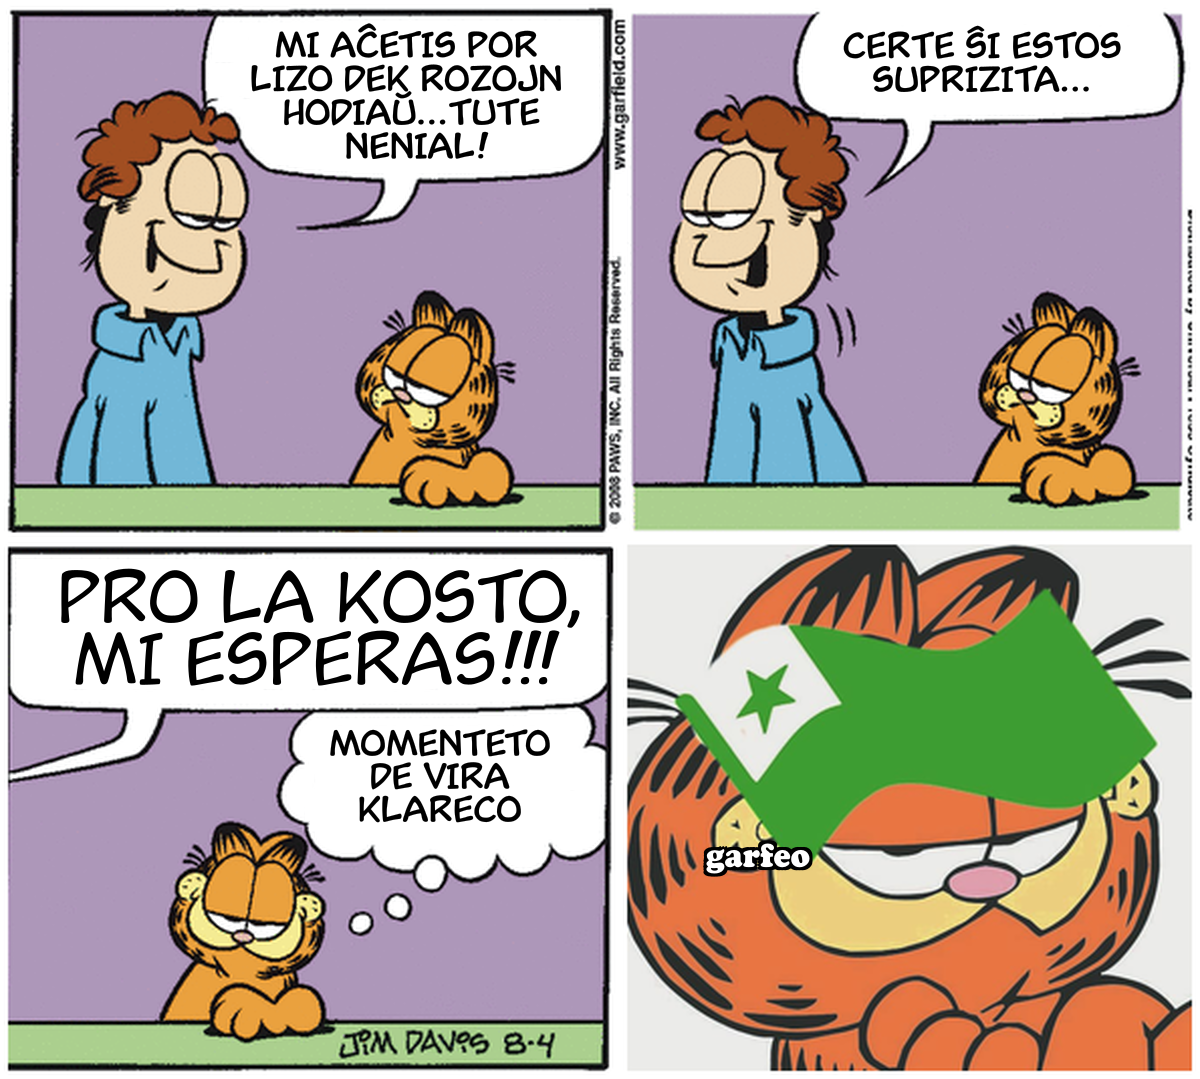 MI AĈETIS POR
LIZO DEK ROZOJN
HODIAŬ...TUTE
NENIAL!
www.garfield.com
© 2008 PAWS, INC. All Rights Reserved.
CERTE ŜI ESTOS
SUPRIZITA...
PRO LA KOSTO,
MI ESPERAS!!!
MOMENTETO
DE VIRA
KLARECO
JIM DAVIS 8-4
garfeo